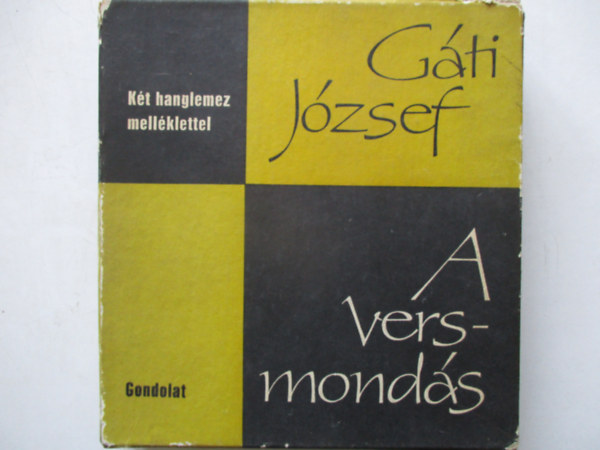 Gáti
József
Két hanglemez
melléklettel
A
vers-
mondás
Gondolat